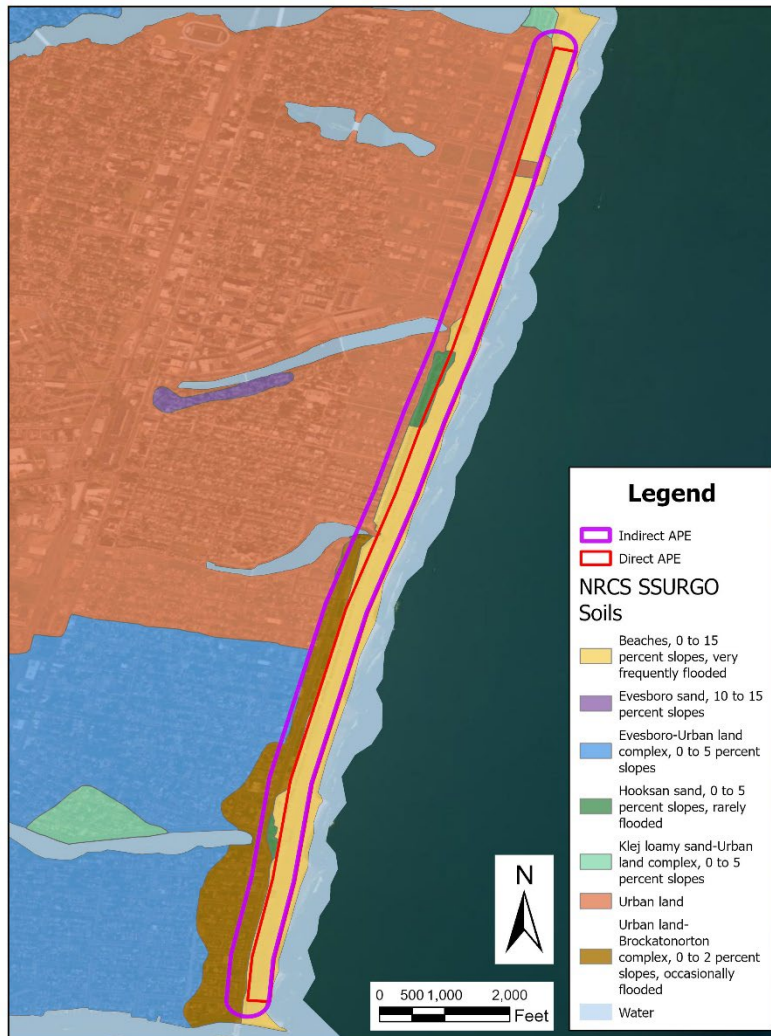 Legend
Indirect APE
Direct APE
NRCS SSURGO
Soils
Beaches, 0 to 15
percent slopes, very
frequently flooded
Evesboro sand, 10 to 15
percent slopes
Evesboro-Urban land
complex, 0 to 5 percent
slopes
Hooksan sand, 0 to 5
percent slopes, rarely
flooded
Klej loamy sand-Urban
land complex, 0 to 5
percent slopes
Urban land
Urban land-
Brockatonorton
complex, 0 to 2 percent
slopes, occasionally
flooded
Water
N
0 500 1,000 2,000
Feet